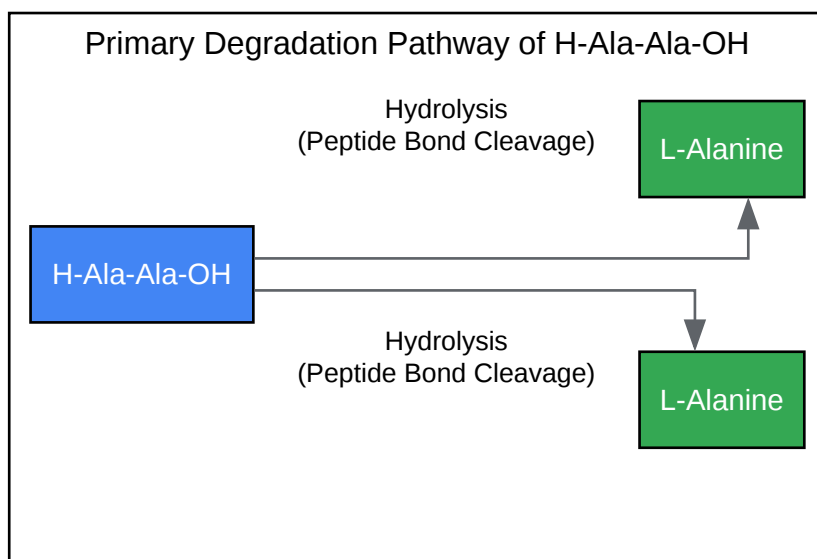 Primary Degradation Pathway of H-Ala-Ala-OH
Hydrolysis
(Peptide Bond Cleavage)
L-Alanine
H-Ala-Ala-OH
Hydrolysis
(Peptide Bond Cleavage)
L-Alanine